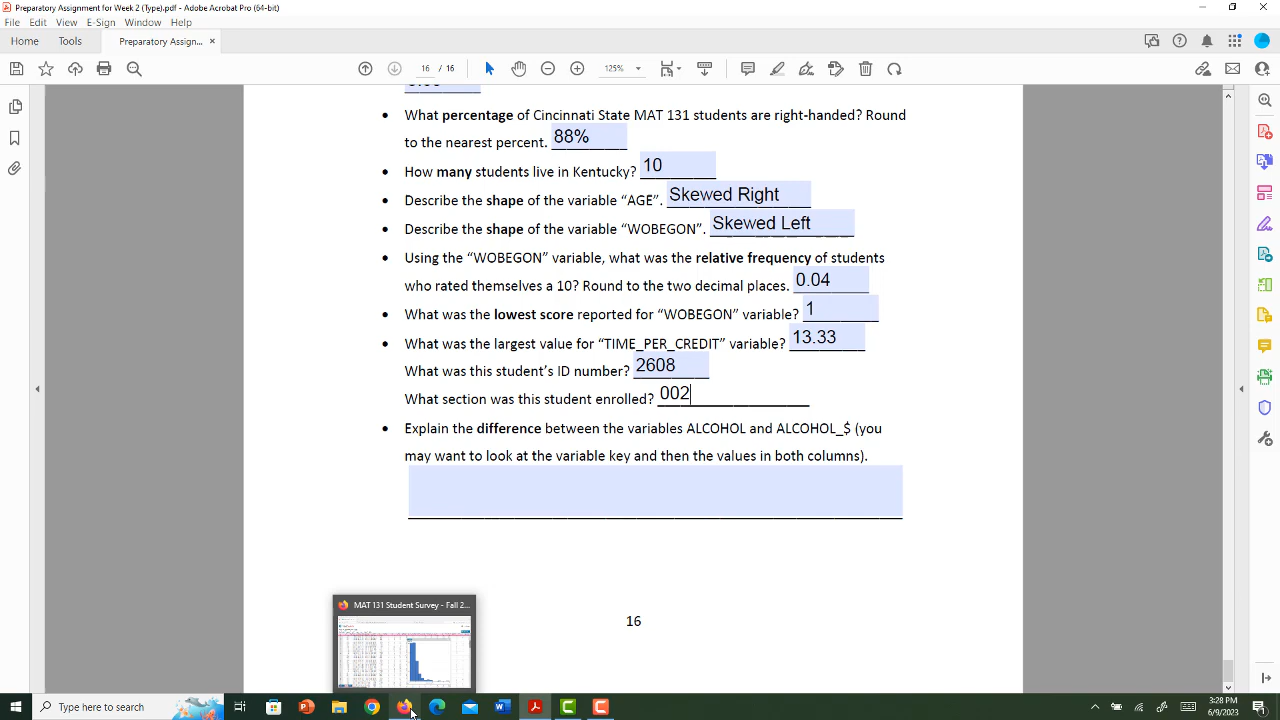 Preparatory Assignment for Week 2 (Type).pdf - Adobe Acrobat Pro (64-bit)
File Edit View E-Sign Window Help
Home Tools Preparatory Assign... ×
16 / 16 125%
What percentage of Cincinnati State MAT 131 students are right-handed? Round
to the nearest percent. 88%
How many students live in Kentucky? 10
Describe the shape of the variable “AGE”. Skewed Right
Describe the shape of the variable “WOBEGON”. Skewed Left
Using the “WOBEGON” variable, what was the relative frequency of students
who rated themselves a 10? Round to the two decimal places. 0.04
What was the lowest score reported for “WOBEGON” variable? 1
What was the largest value for “TIME_PER_CREDIT” variable? 13.33
What was this student’s ID number? 2608
What section was this student enrolled? 002
Explain the difference between the variables ALCOHOL and ALCOHOL_$ (you
may want to look at the variable key and then the values in both columns).
MAT 131 Student Survey - Fall 2...
16
Type here to search
3:28 PM
6/9/2023